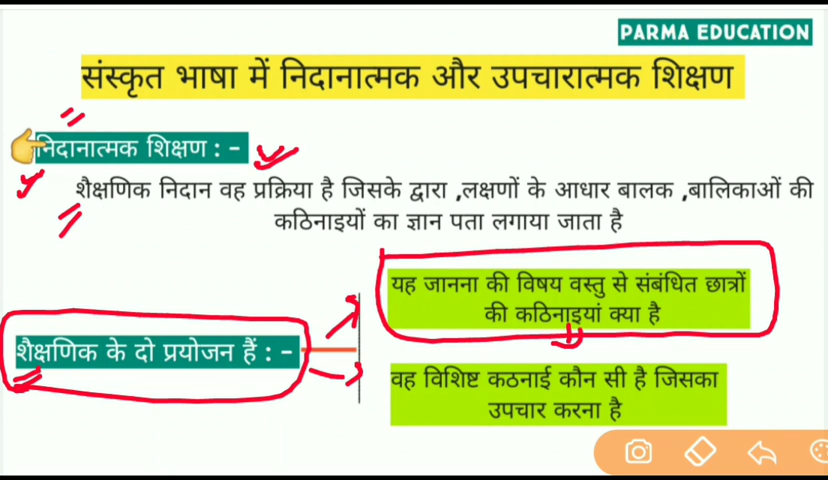 PARMA EDUCATION
संस्कृत भाषा में निदानात्मक और उपचारात्मक शिक्षण
निदानात्मक शिक्षण : -
शैक्षणिक निदान वह प्रक्रिया है जिसके द्वारा ,लक्षणों के आधार बालक ,बालिकाओं की
कठिनाइयों का ज्ञान पता लगाया जाता है
यह जानना की विषय वस्तु से संबंधित छात्रों
की कठिनाइयां क्या है
शैक्षणिक के दो प्रयोजन हैं : -
वह विशिष्ट कठनाई कौन सी है जिसका
उपचार करना है